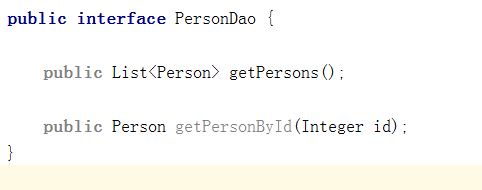 public interface PersonDao {
public List<Person> getPersons();
public Person getPersonById(Integer id);
}